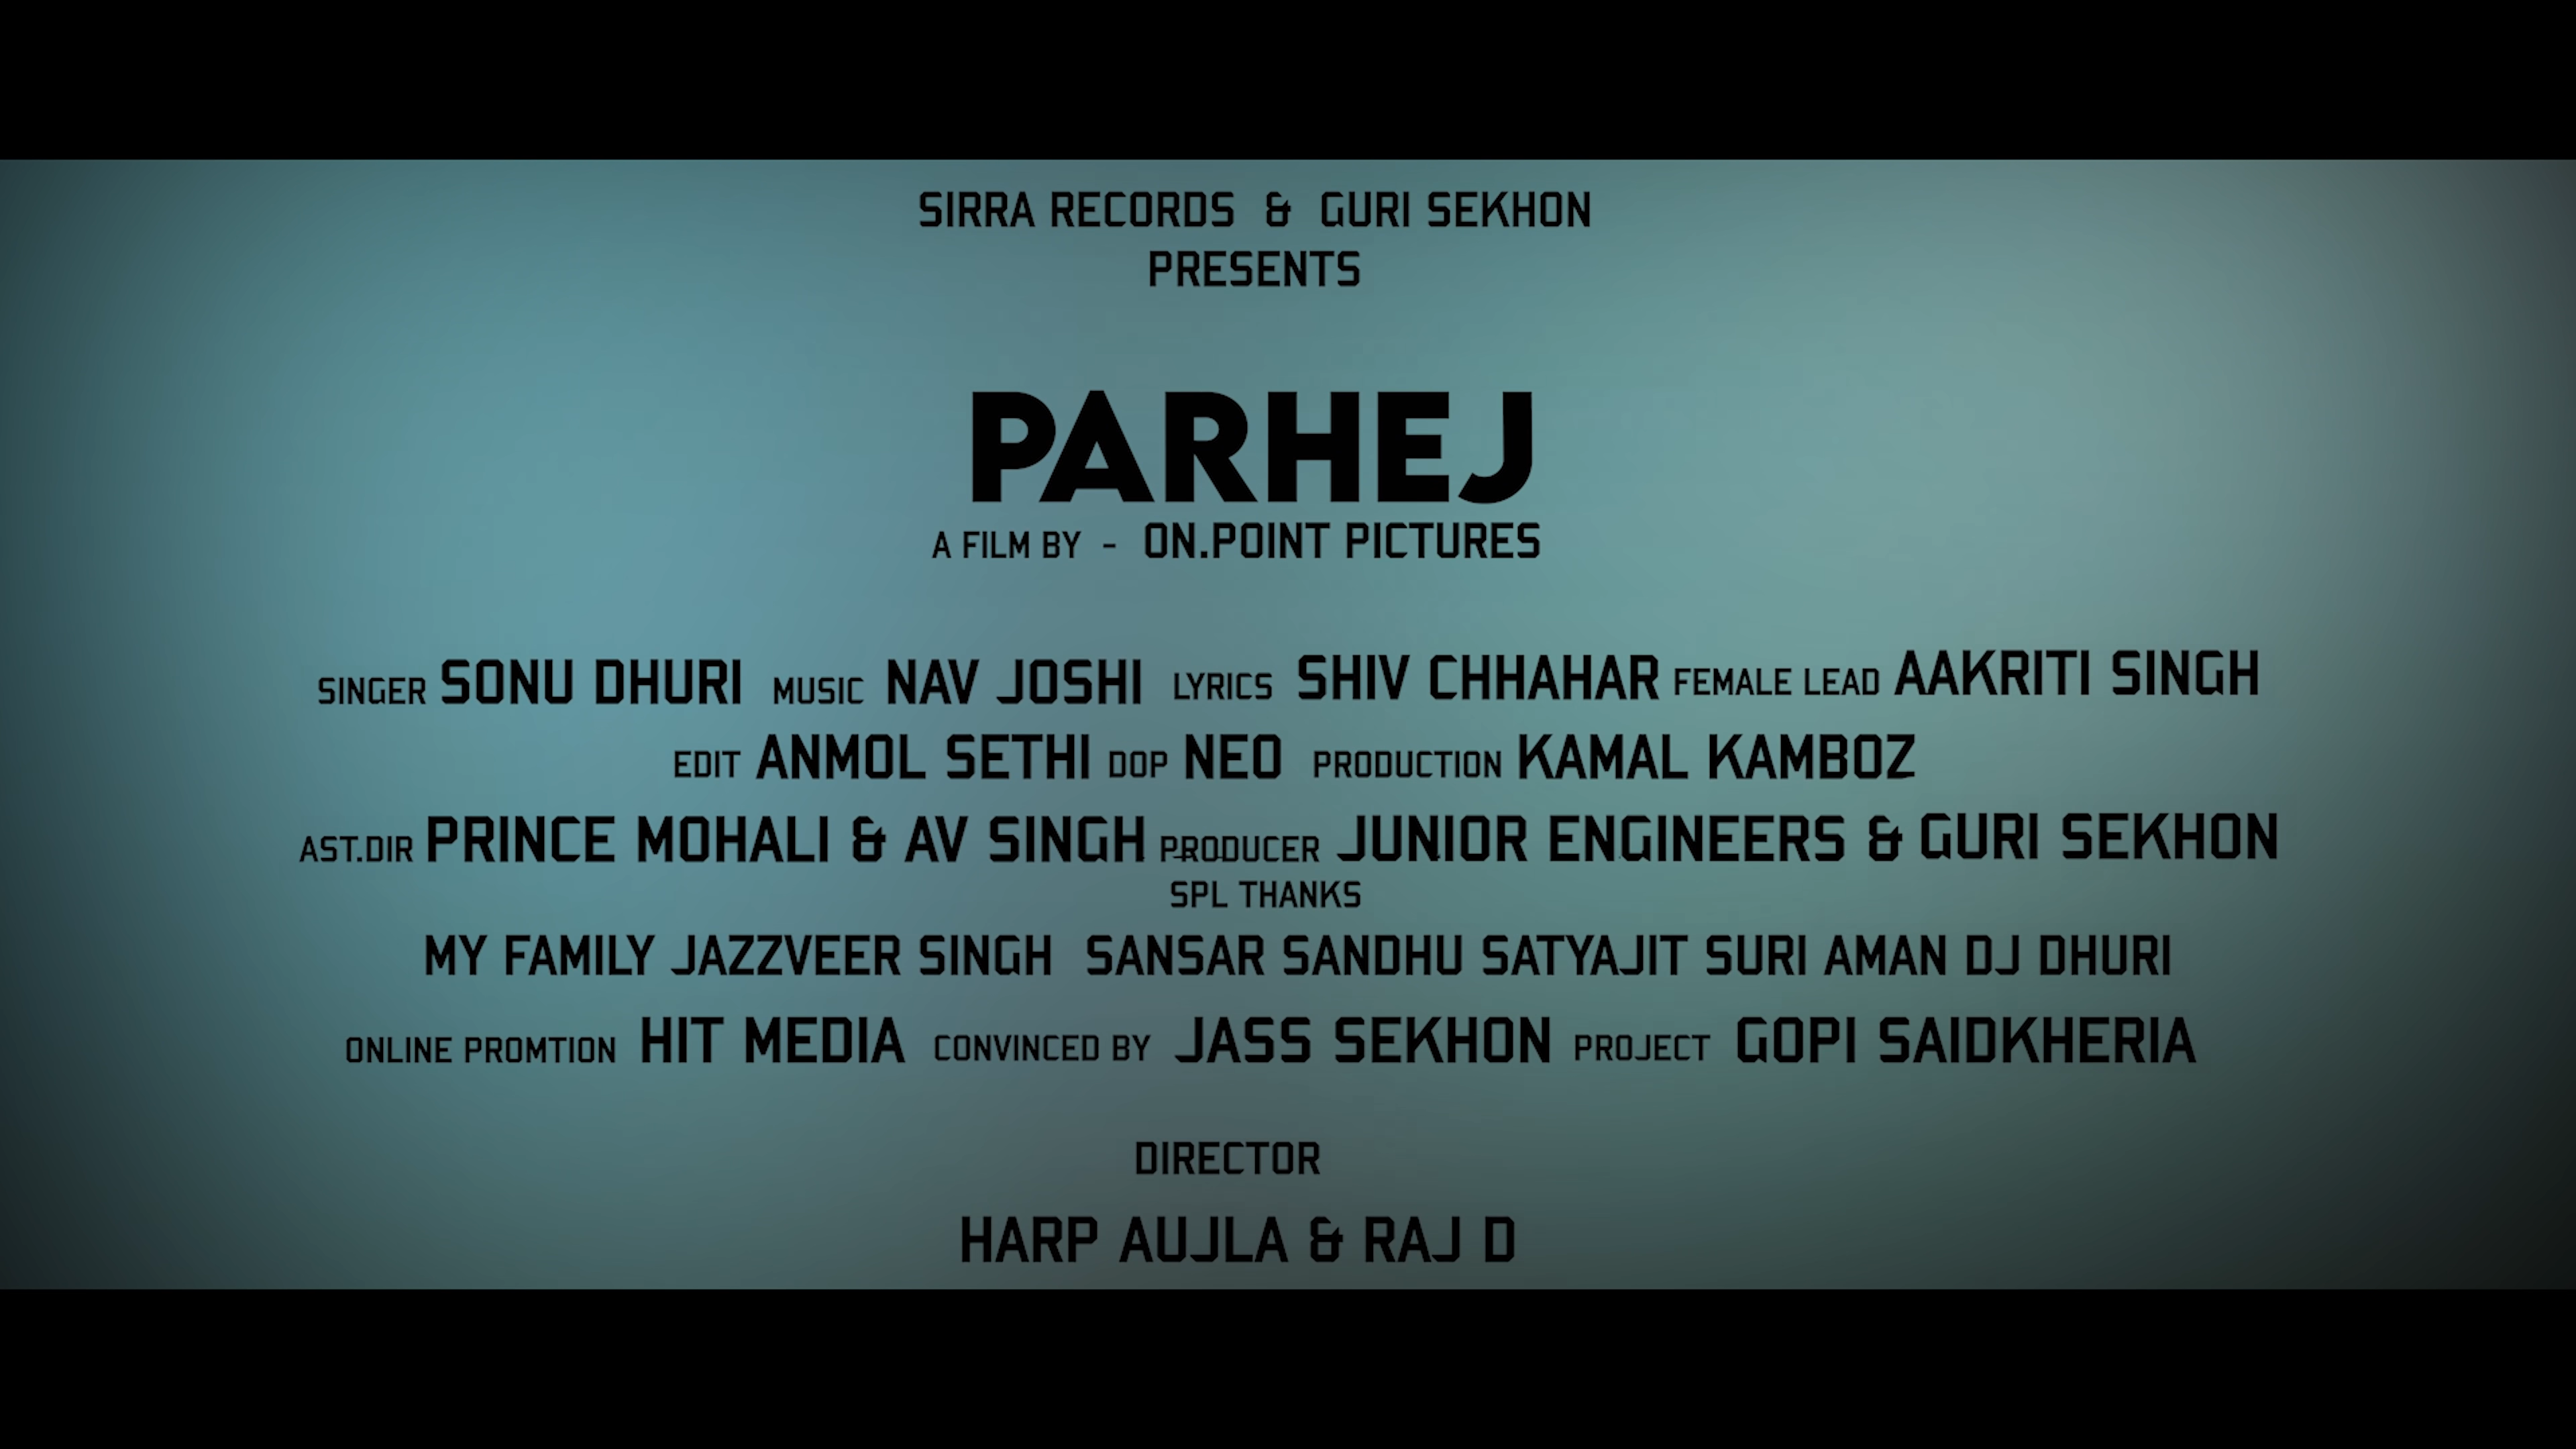 SIRRA RECORDS & GURI SEKHON
PRESENTS
PARHEJ
A FILM BY - ON.POINT PICTURES
SINGER SONU DHURI MUSIC NAV JOSHI LYRICS SHIV CHHAHAR FEMALE LEAD AAKRITI SINGH
EDIT ANMOL SETHI DOP NEO PRODUCTION KAMAL KAMBOZ
AST.DIR PRINCE MOHALI & AV SINGH PRODUCER JUNIOR ENGINEERS & GURI SEKHON
SPL THANKS
MY FAMILY JAZZVEER SINGH SANSAR SANDHU SATYAJIT SURI AMAN DJ DHURI
ONLINE PROMTION HIT MEDIA CONVINCED BY JASS SEKHON PROJECT GOPI SAIDKHERIA
DIRECTOR
HARP AUJLA & RAJ D